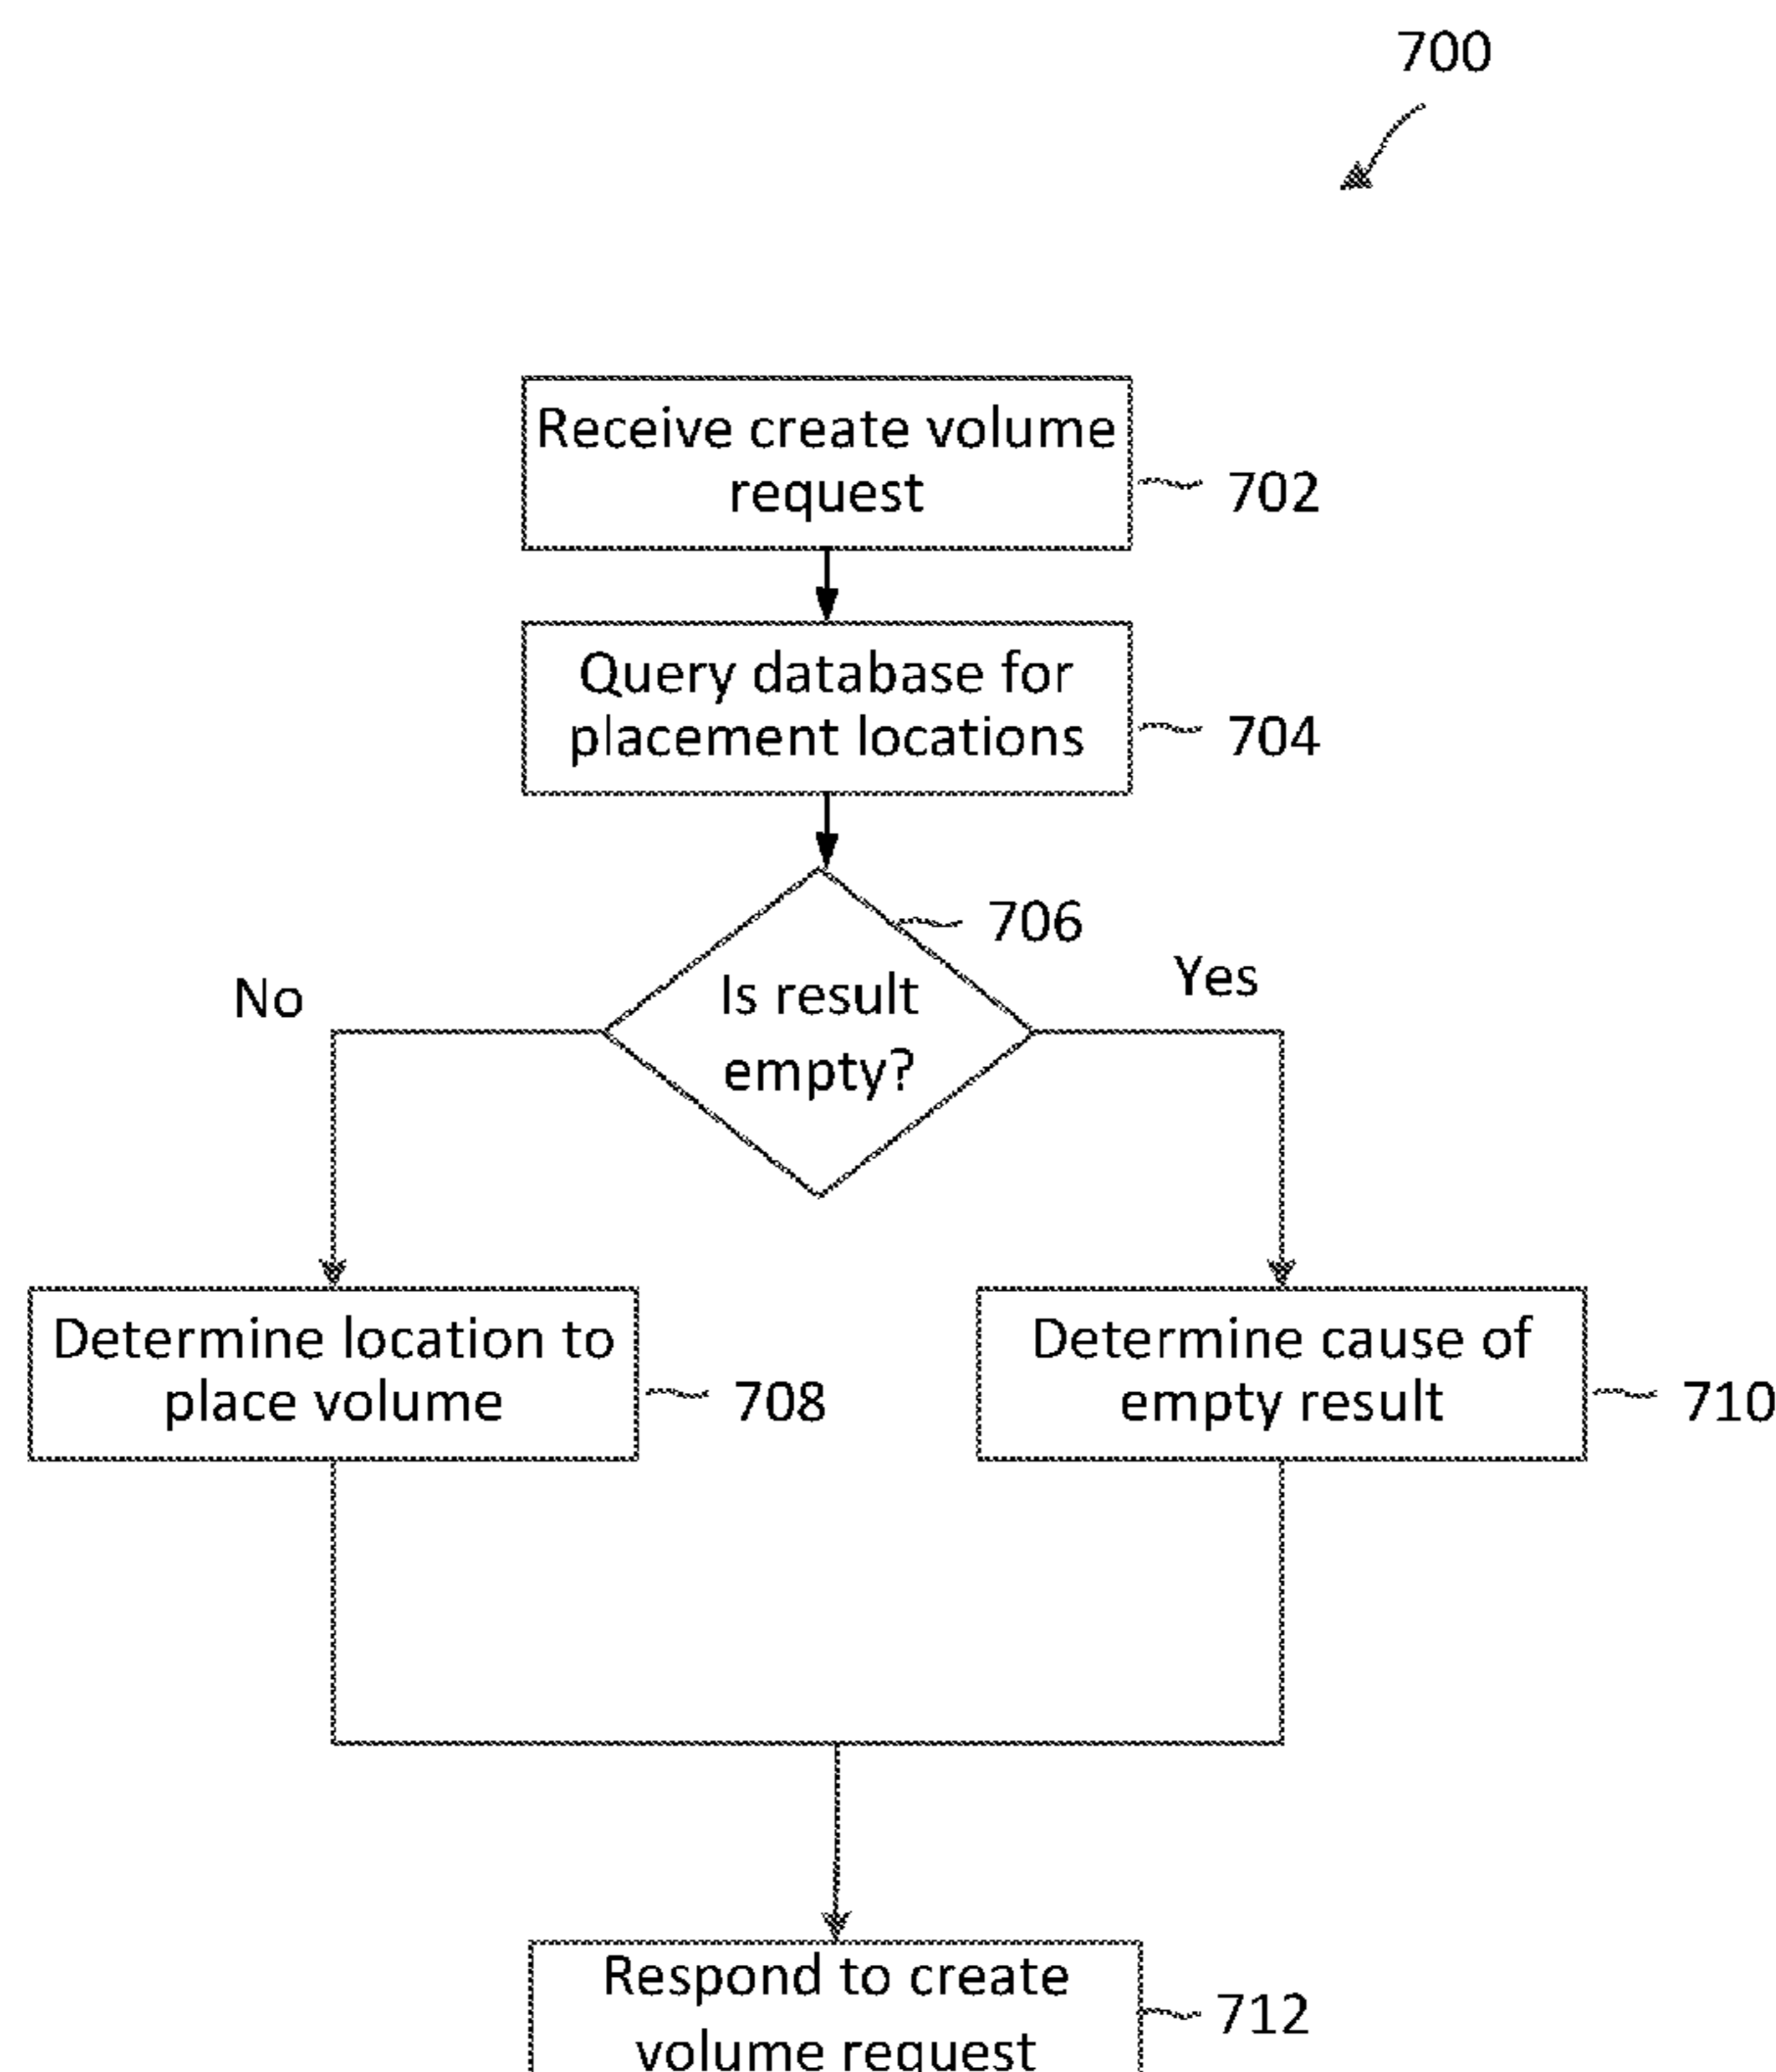 700
Receive create volume
request
702
Query database for
placement locations
704
706
Is result
empty?
No
Yes
Determine location to
place volume
708
Determine cause of
empty result
710
Respond to create
volume request
712